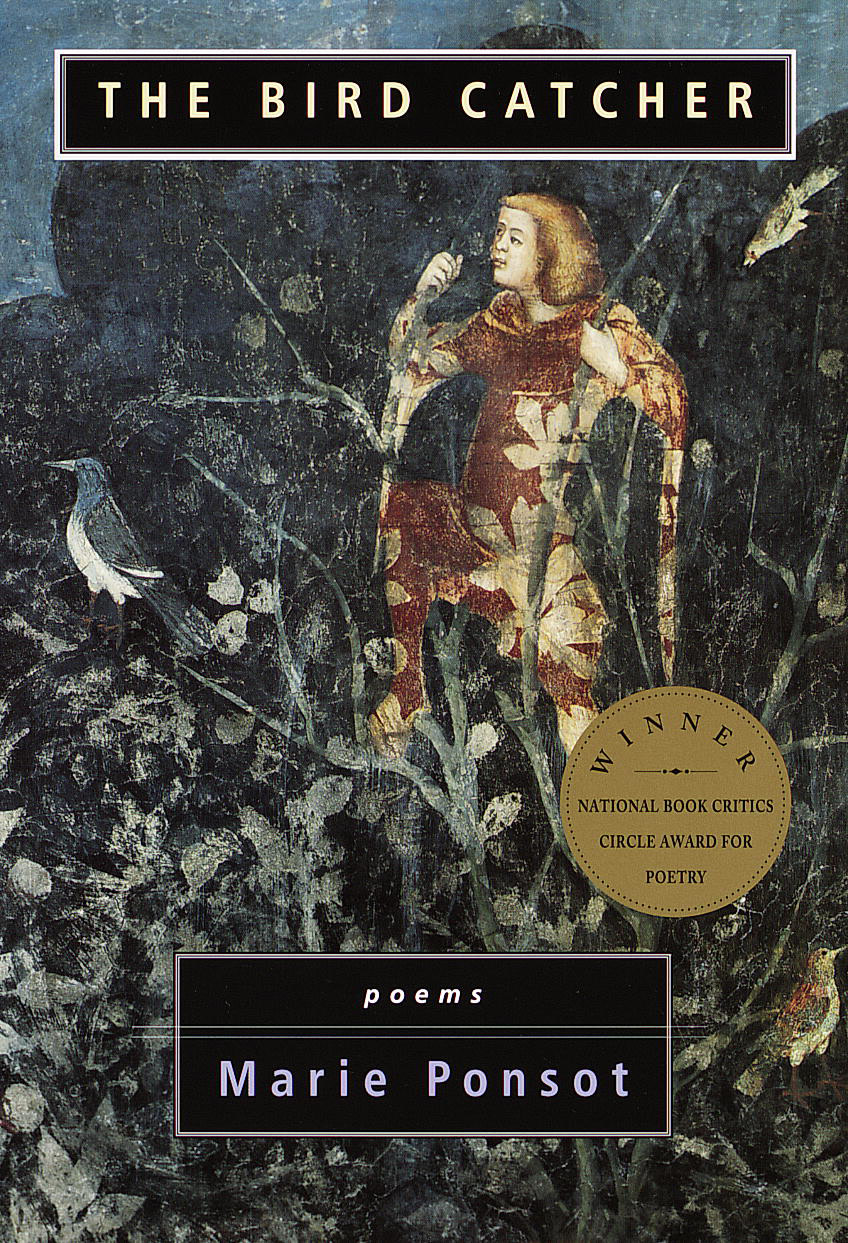 THE BIRD CATCHER
WINNER
NATIONAL BOOK CRITICS
CIRCLE AWARD FOR
POETRY
poems
Marie Ponsot